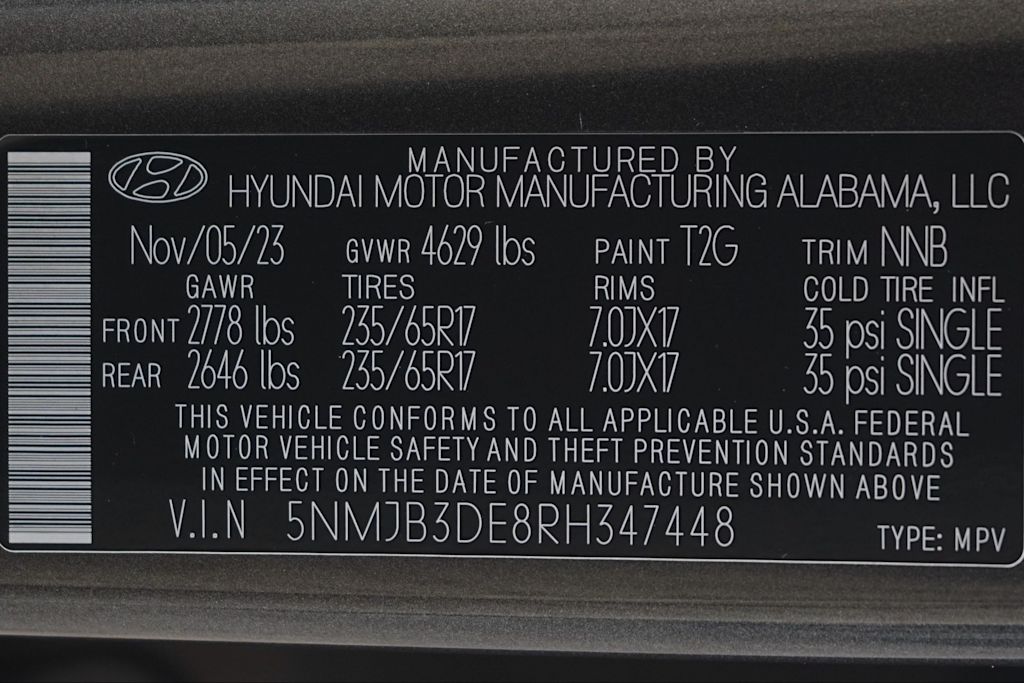 MANUFACTURED BY
HYUNDAI MOTOR MANUFACTURING ALABAMA, LLC
Nov/05/23 GVWR 4629 lbs PAINT T2G TRIM NNB
GAWR TIRES RIMS COLD TIRE INFL
FRONT 2778 lbs 235/65R17 7.0JX17 35 psi SINGLE
REAR 2646 lbs 235/65R17 7.0JX17 35 psi SINGLE
THIS VEHICLE CONFORMS TO ALL APPLICABLE U.S.A. FEDERAL
MOTOR VEHICLE SAFETY AND THEFT PREVENTION STANDARDS
IN EFFECT ON THE DATE OF MANUFACTURE SHOWN ABOVE
V.I.N 5NMJB3DE8RH347448 TYPE: MPV